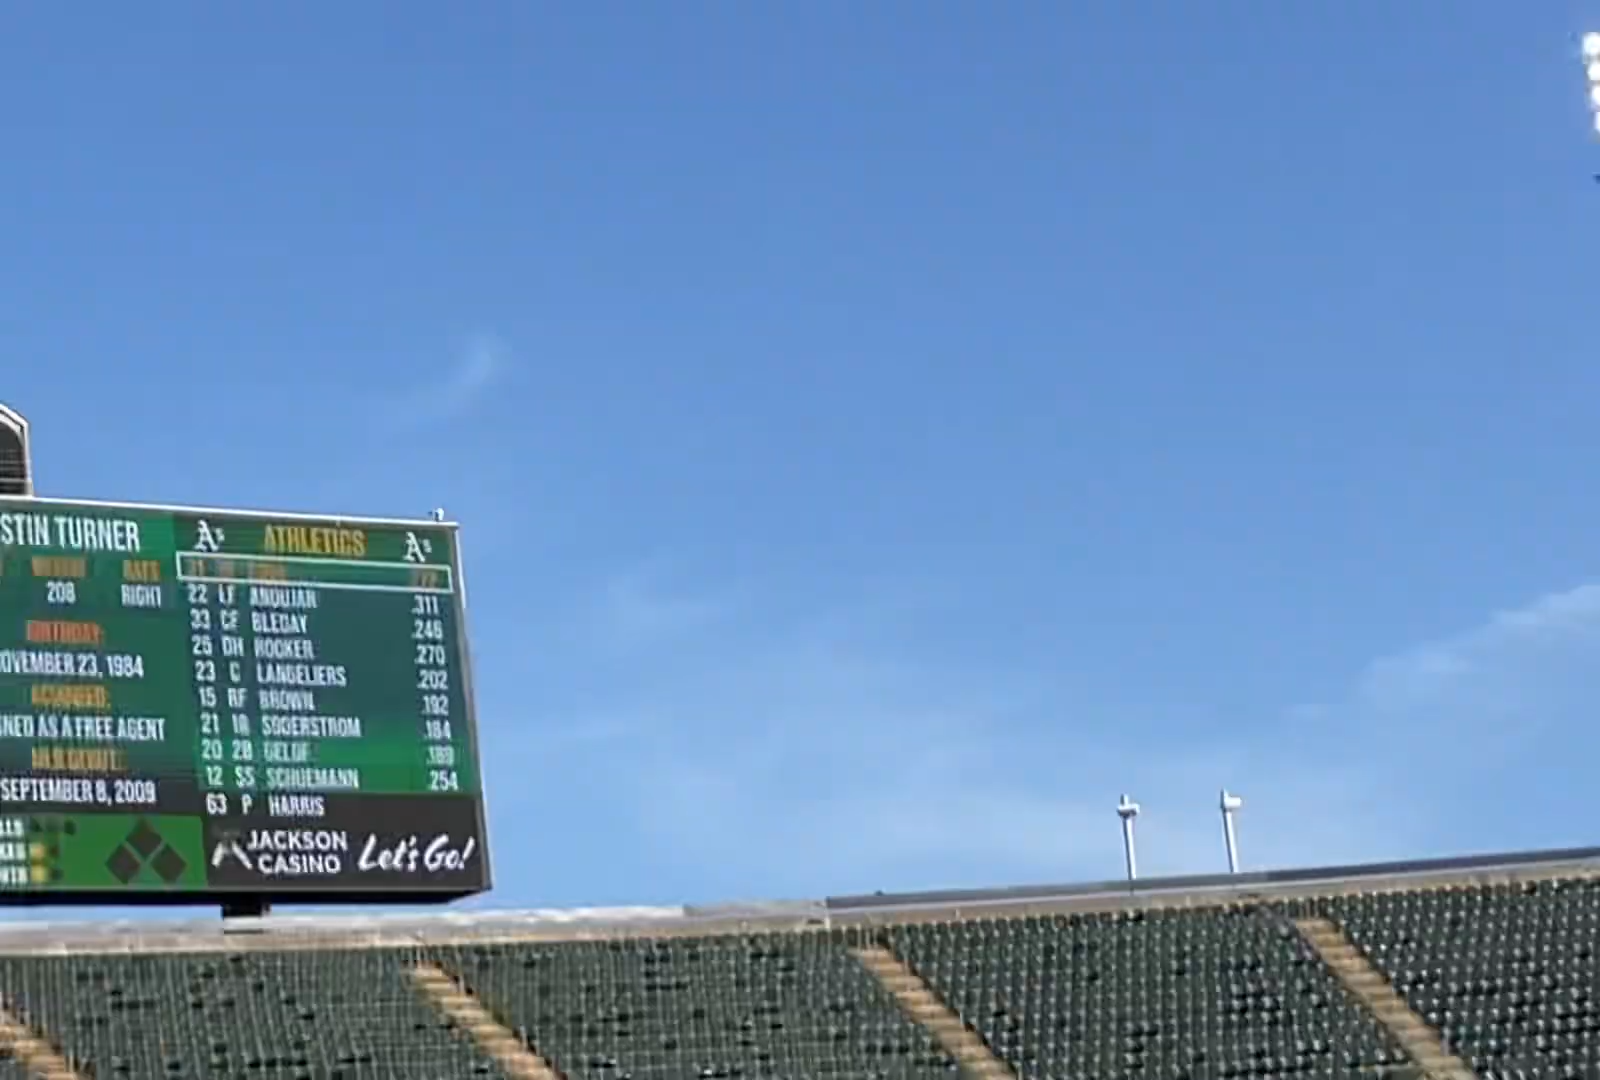 STIN TURNER
208 RIGHT
BIRTHDAY:
OVEMBER 23, 1984
ACQUIRED:
NED AS A FREE AGENT
MLB DEBUT:
SEPTEMBER 8, 2009
A's ATHLETICS A's
22 LF ANDUJAR .311
33 CF BLEDAY .246
25 DH ROOKER .270
23 C LANGELIERS .202
15 RF BROWN .192
21 1B SODERSTROM
20 2B GELOF
12 SS SCHUEMANN .254
63 P HARRIS
JACKSON
CASINO
Let's Go!